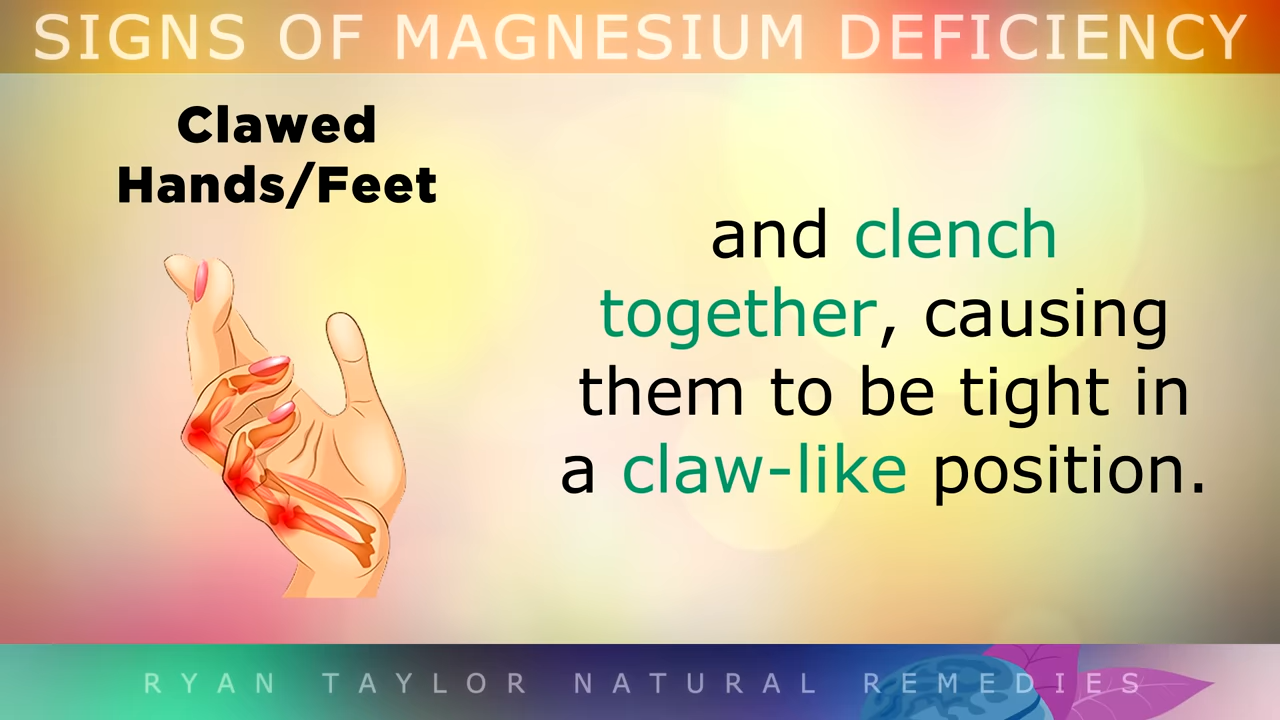 SIGNS OF MAGNESIUM DEFICIENCY
Clawed
Hands/Feet
and clench
together, causing
them to be tight in
a claw-like position.
RYAN TAYLOR NATURAL REMEDIES